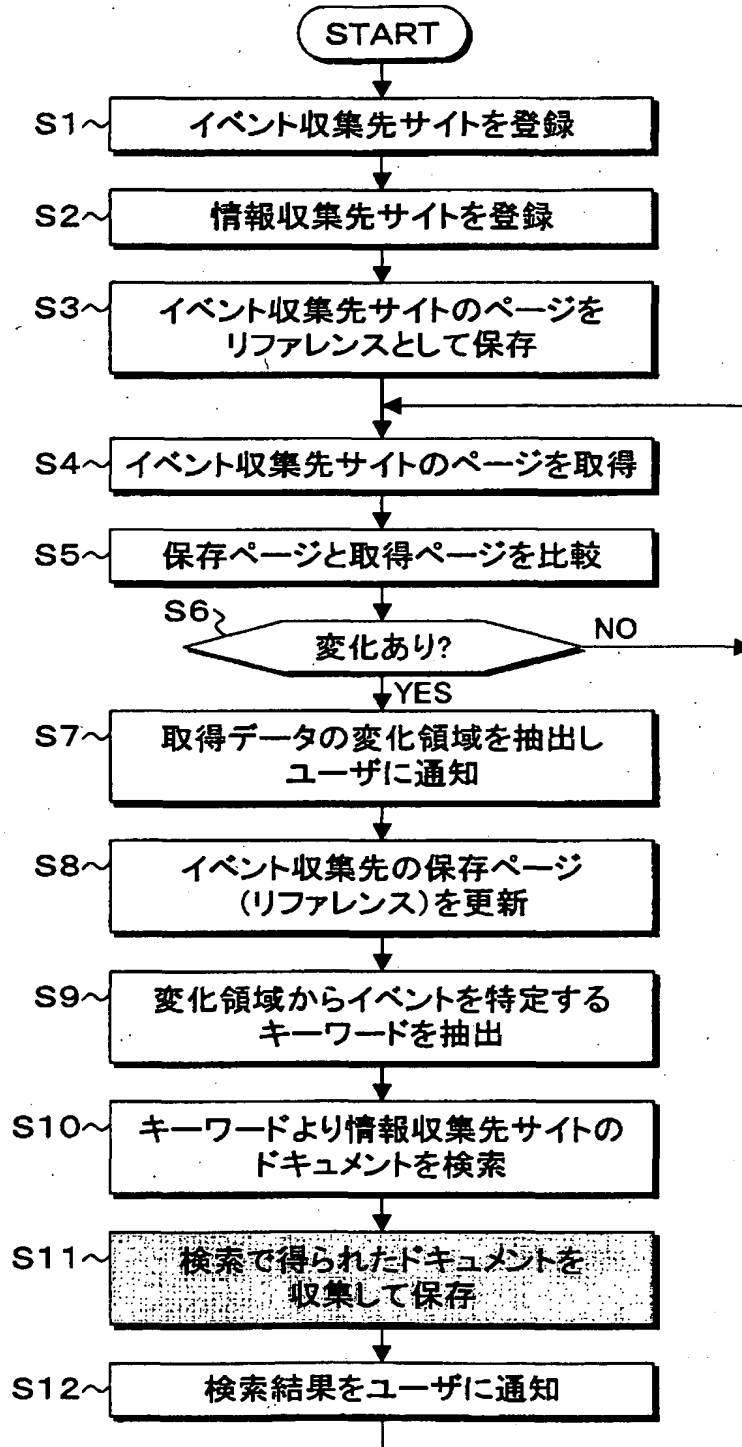 START
S1 イベント収集先サイトを登録
S2 情報収集先サイトを登録
S3 イベント収集先サイトのページを
リファレンスとして保存
S4 イベント収集先サイトのページを取得
S5 保存ページと取得ページを比較
S6
変化あり?
NO
YES
S7 取得データの変化領域を抽出し
ユーザに通知
S8 イベント収集先の保存ページ
(リファレンス)を更新
S9 変化領域からイベントを特定する
キーワードを抽出
S10 キーワードより情報収集先サイトの
ドキュメントを検索
S11 検索で得られたドキュメントを
収集して保存
S12 検索結果をユーザに通知